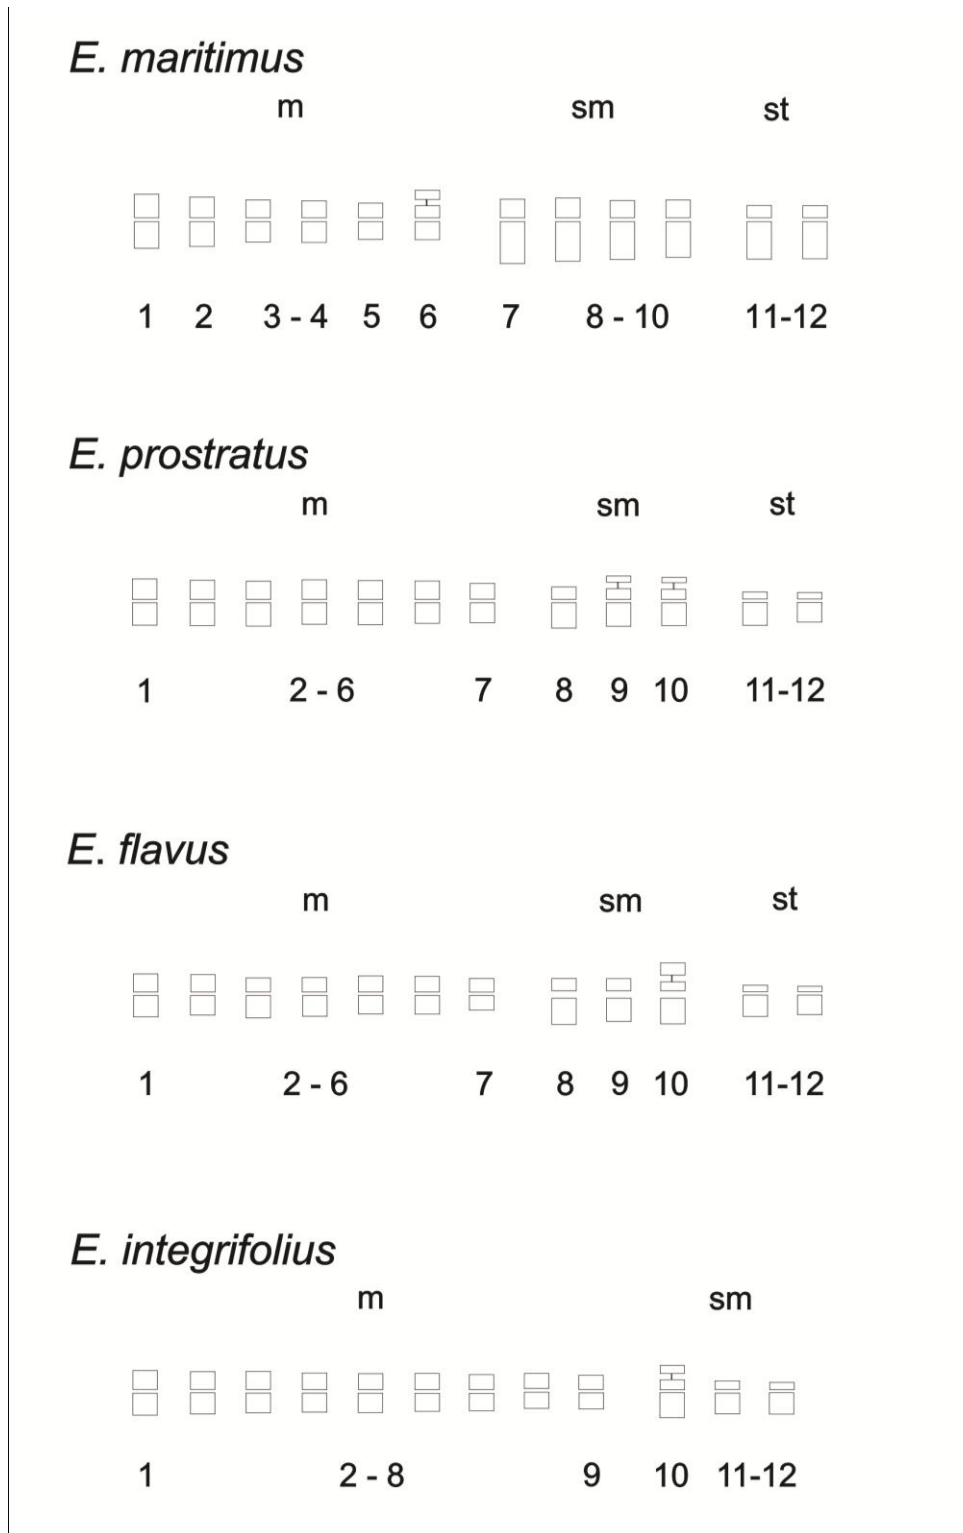 E. maritimus
m sm st
1 2 3 - 4 5 6 7 8 - 10 11-12
E. prostratus
m sm st
1 2 - 6 7 8 9 10 11-12
E. flavus
m sm st
1 2 - 6 7 8 9 10 11-12
E. integrifolius
m sm
1 2 - 8 9 10 11-12